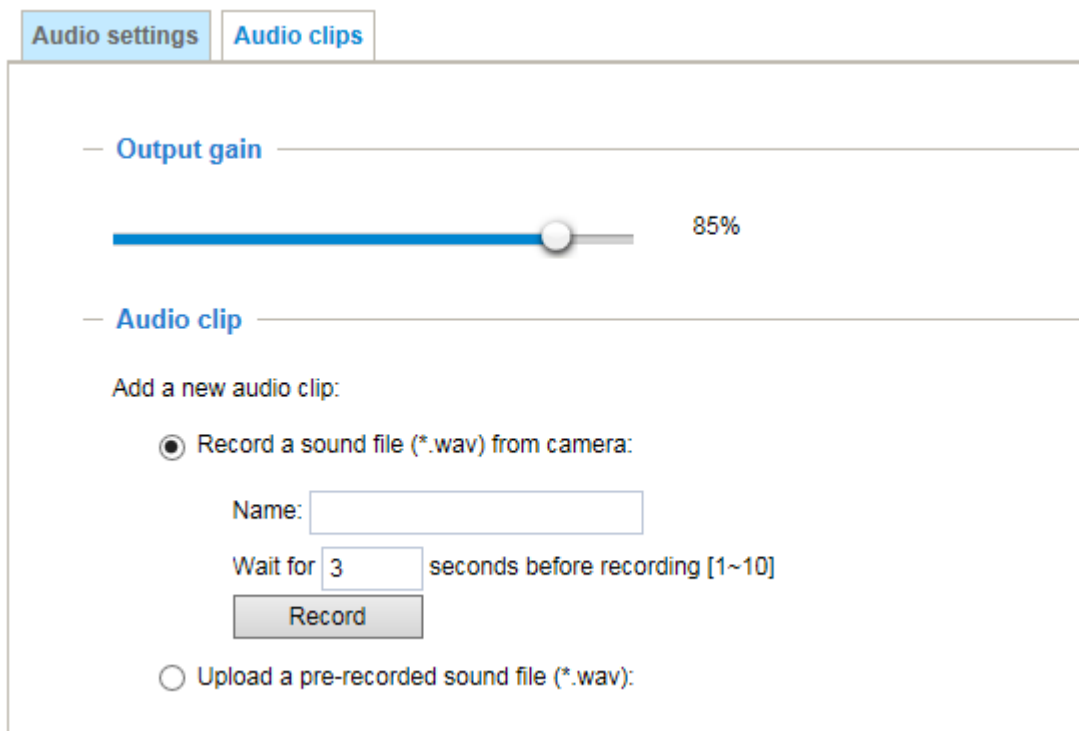 Audio settings Audio clips
Output gain
85%
Audio clip
Add a new audio clip:
Record a sound file (*.wav) from camera:
Name:
Wait for 3 seconds before recording [1~10]
Record
Upload a pre-recorded sound file (*.wav):